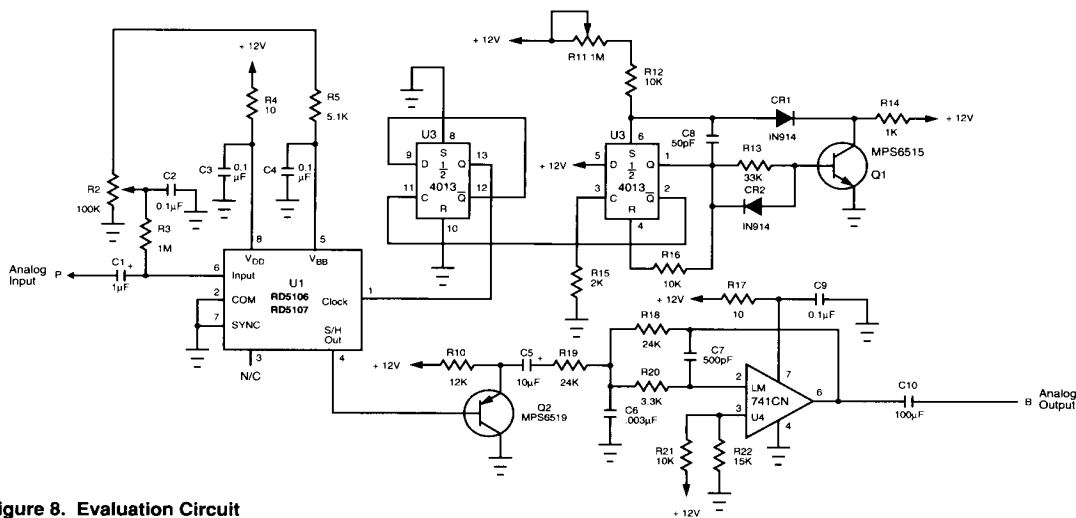 + 12V
R11 1M
R12
10K
+ 12V
R4
10
R5
5.1K
C3
0.1
µF
C4
0.1
µF
R2
100K
C2
0.1µF
R3
1M
Analog
Input
P
C1
+
1µF
8
VDD
5
VBB
6
Input
2
COM
7
SYNC
U1
RD5106
RD5107
Clock
1
S/H
Out
4
3
N/C
U3
8
S
9
D
Q
13
1/2
4013
11
C
Q̅
12
R
10
U3
6
S
+ 12V
5
D
Q
1
1/2
4013
3
C
Q̅
2
R
4
C8
50pF
CR1
IN914
R14
1K
+ 12V
R13
33K
MPS6515
Q1
CR2
IN914
R15
2K
R16
10K
+ 12V
R17
10
C9
0.1µF
R18
24K
C7
500pF
+ 12V
R10
12K
C5
+
10µF
R19
24K
R20
3.3K
Q2
MPS6519
C6
.003µF
2
LM
741CN
3
U4
7
6
4
C10
100µF
B
Analog
Output
R21
10K
R22
15K
+ 12V
igure 8. Evaluation Circuit